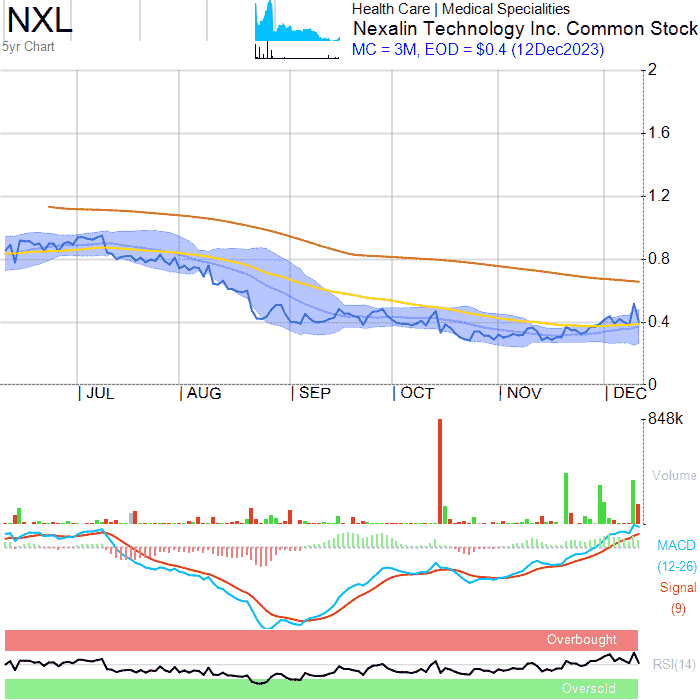 NXL
5yr Chart
Health Care | Medical Specialities
Nexalin Technology Inc. Common Stock
MC = 3M, EOD = $0.4 (12Dec2023)
2
1.6
1.2
0.8
0.4
0
| JUL | AUG | SEP | OCT | NOV | DEC
848k
Volume
MACD
(12-26)
Signal
(9)
Overbought
RSI(14)
Oversold